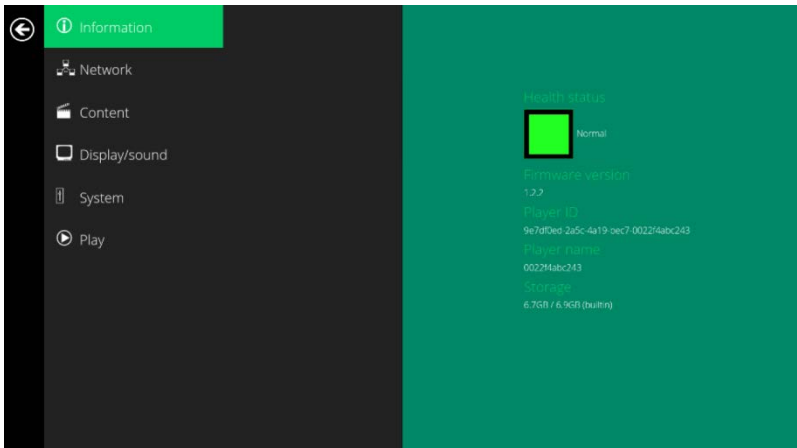 Information
Network
Content
Display/sound
System
Play
Health status
Normal
Firmware version
1.2.2
Player ID
9e7df0ed-2a5c-4a19-bec7-0022f4abc243
Player name
0022f4abc243
Storage
6.7GB / 6.9GB (builtin)